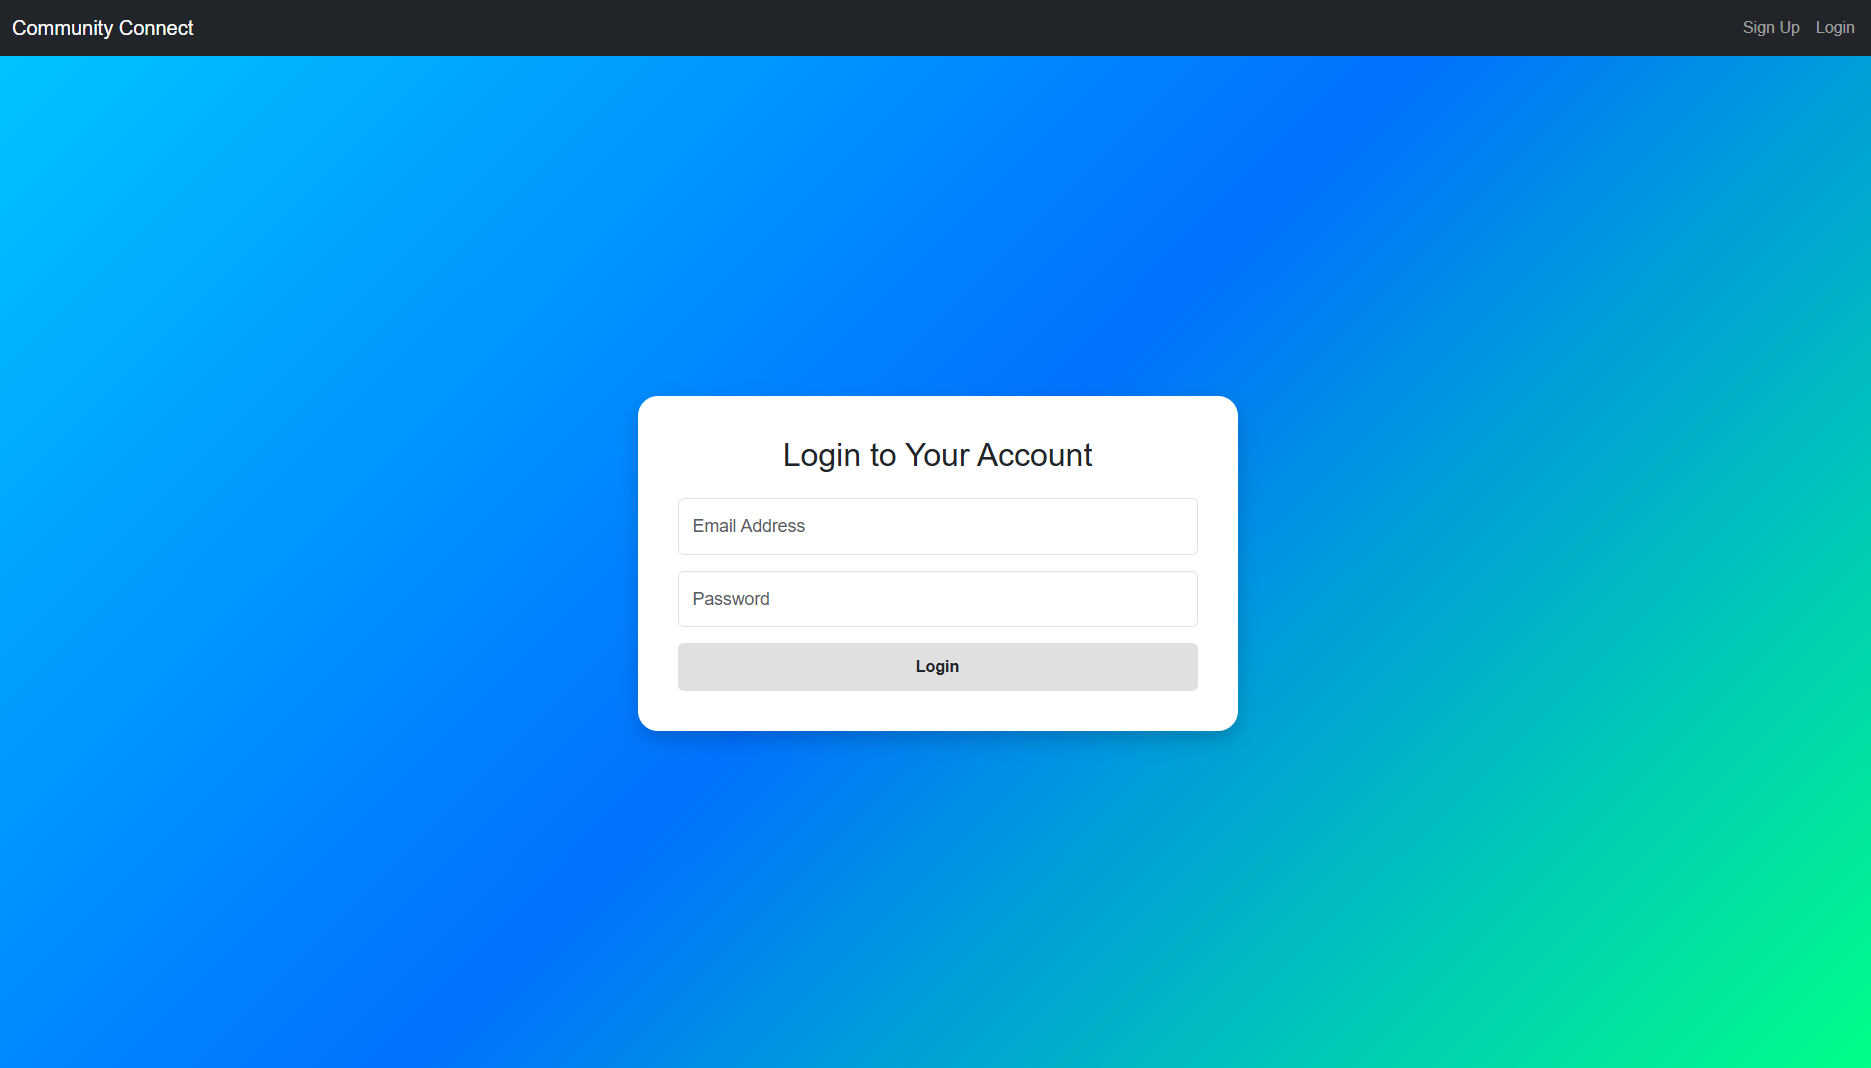 Community Connect
Sign Up
Login
Login to Your Account
Email Address
Password
Login